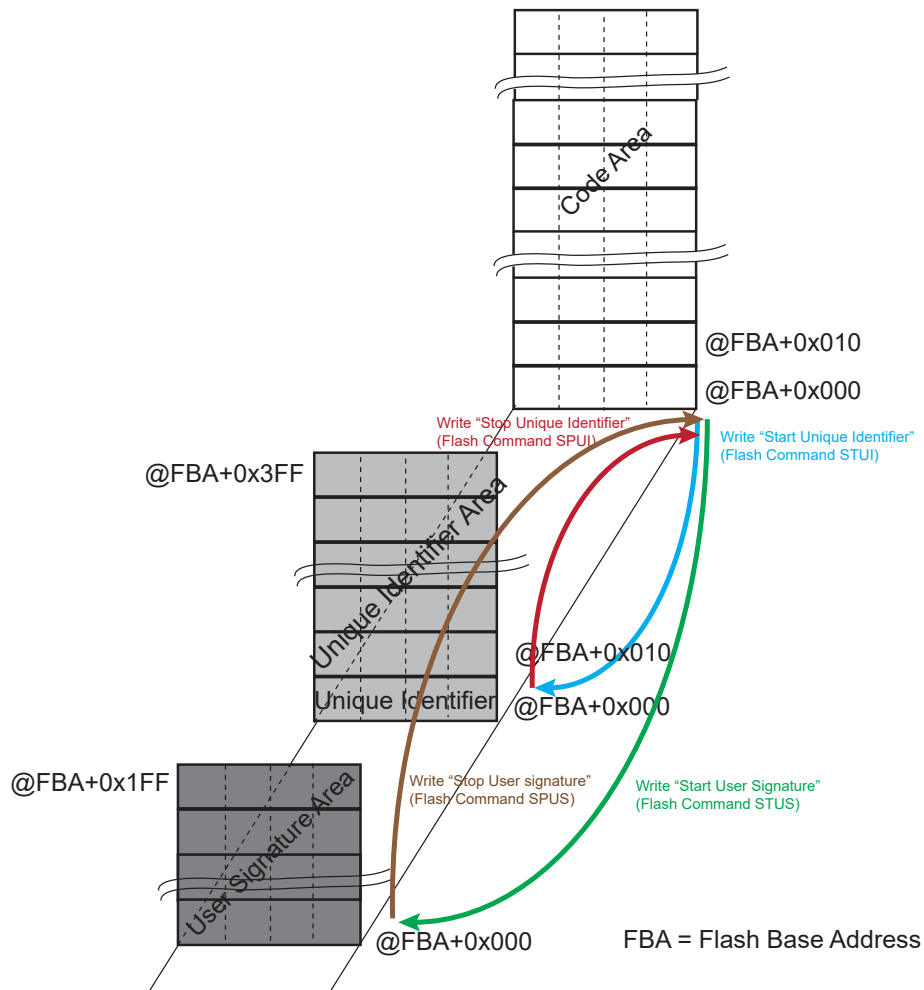 Code Area
@FBA+0x010
@FBA+0x000
Write “Stop Unique Identifier”
(Flash Command SPUI)
Write “Start Unique Identifier”
(Flash Command STUI)
@FBA+0x3FF
Unique Identifier Area
@FBA+0x010
Unique Identifier
@FBA+0x000
@FBA+0x1FF
User Signature Area
Write “Stop User signature”
(Flash Command SPUS)
Write “Start User Signature”
(Flash Command STUS)
@FBA+0x000
FBA = Flash Base Address